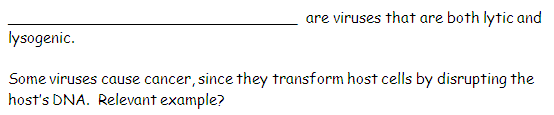 ______________________________ are viruses that are both lytic and
lysogenic.
Some viruses cause cancer, since they transform host cells by disrupting the
host's DNA. Relevant example?